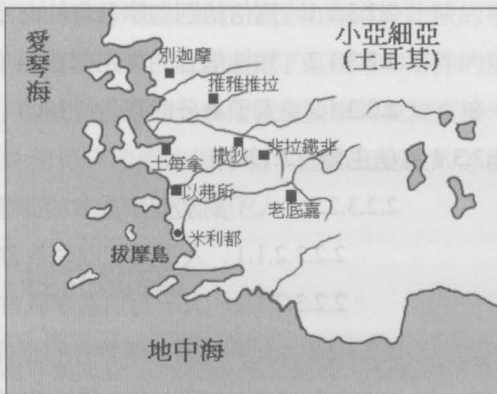 愛琴海
小亞細亞
(土耳其)
別迦摩
推雅推拉
士每拿
撒狄
非拉鐵非
以弗所
老底嘉
米利都
拔摩島
地中海